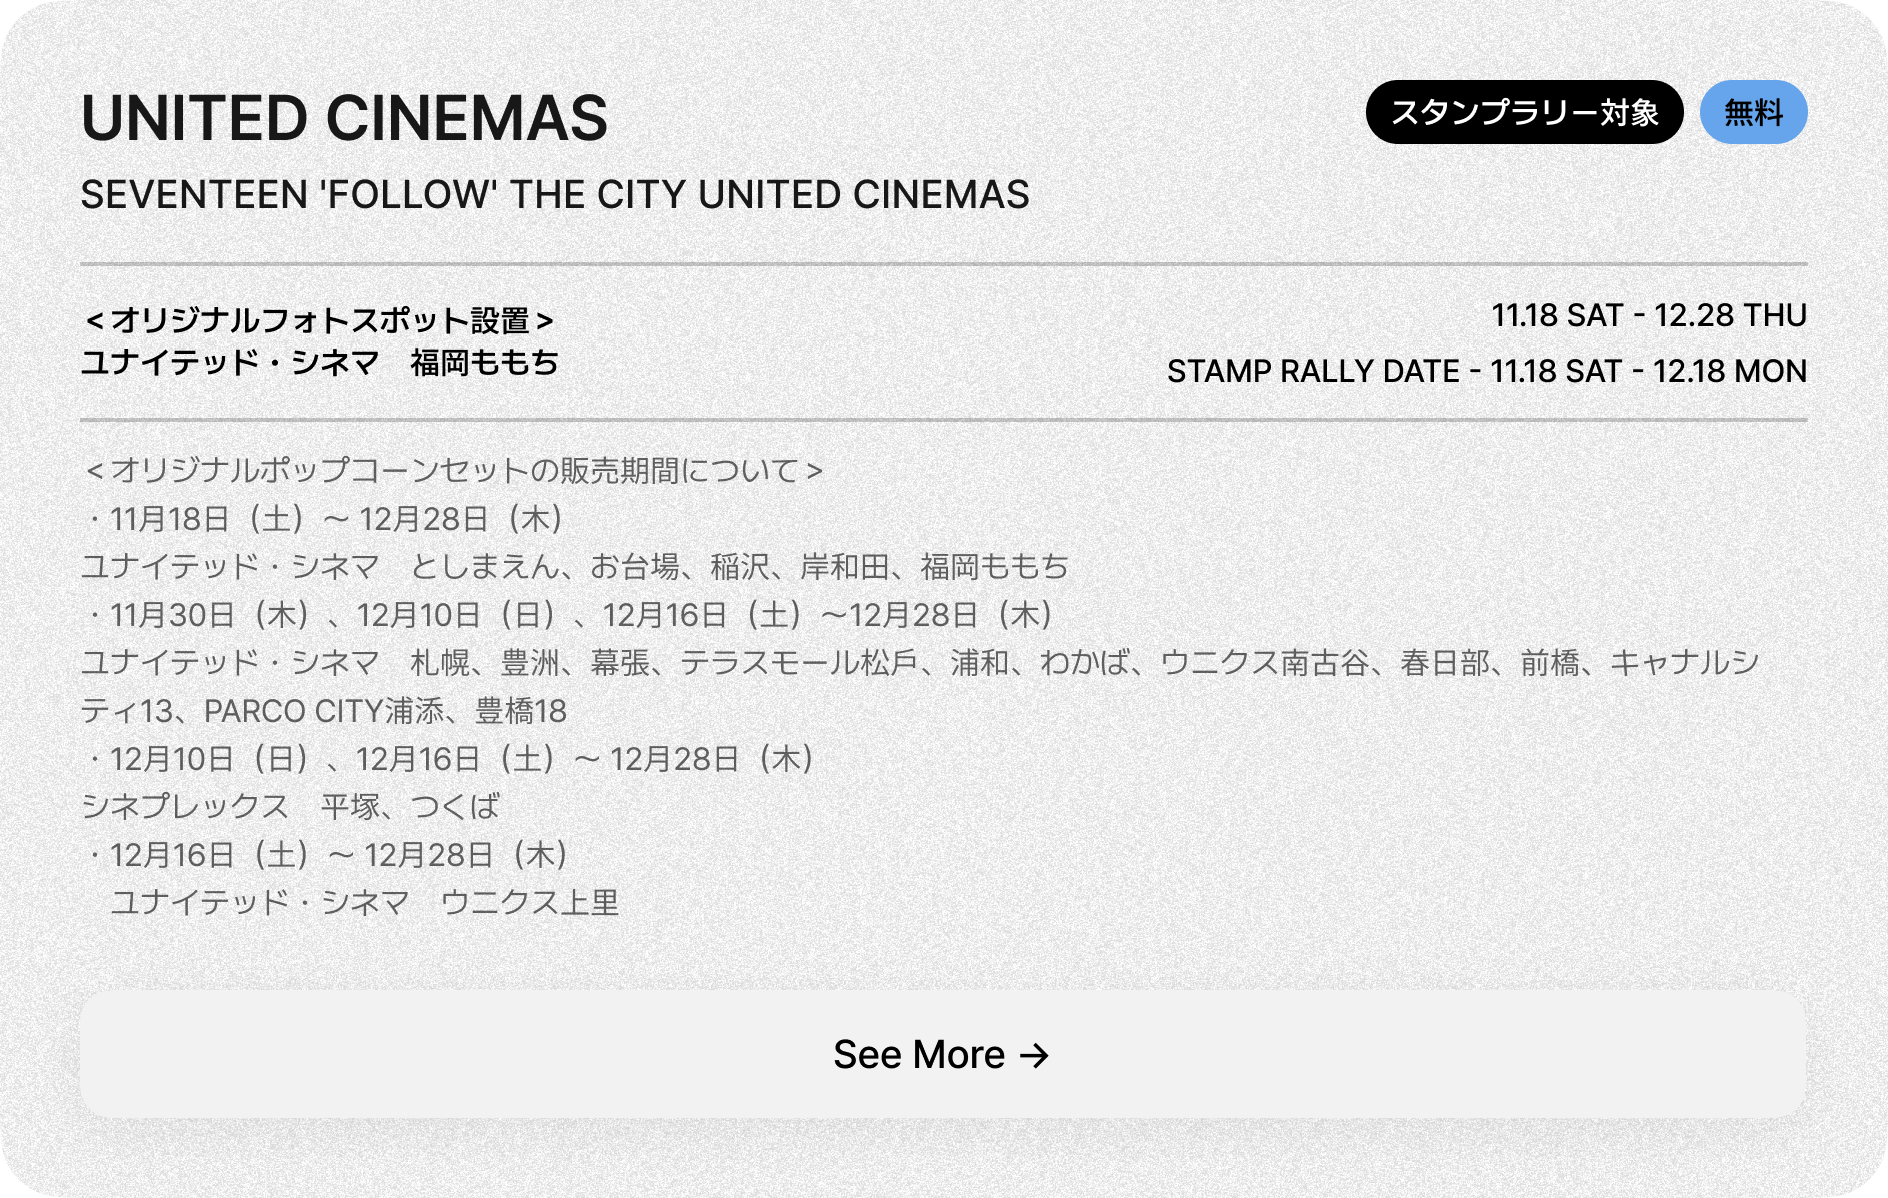 UNITED CINEMAS
スタンプラリー対象
無料
SEVENTEEN 'FOLLOW' THE CITY UNITED CINEMAS
＜オリジナルフォトスポット設置＞
ユナイテッド・シネマ　福岡ももち
11.18 SAT - 12.28 THU
STAMP RALLY DATE - 11.18 SAT - 12.18 MON
＜オリジナルポップコーンセットの販売期間について＞
・11月18日（土）〜 12月28日（木）
ユナイテッド・シネマ　としまえん、お台場、稲沢、岸和田、福岡ももち
・11月30日（木）、12月10日（日）、12月16日（土）〜12月28日（木）
ユナイテッド・シネマ　札幌、豊洲、幕張、テラスモール松戶、浦和、わかば、ウニクス南古谷、春日部、前橋、キャナルシ
ティ13、PARCO CITY浦添、豊橋18
・12月10日（日）、12月16日（土）〜 12月28日（木）
シネプレックス　平塚、つくば
・12月16日（土）〜 12月28日（木）
　ユナイテッド・シネマ　ウニクス上里
See More →